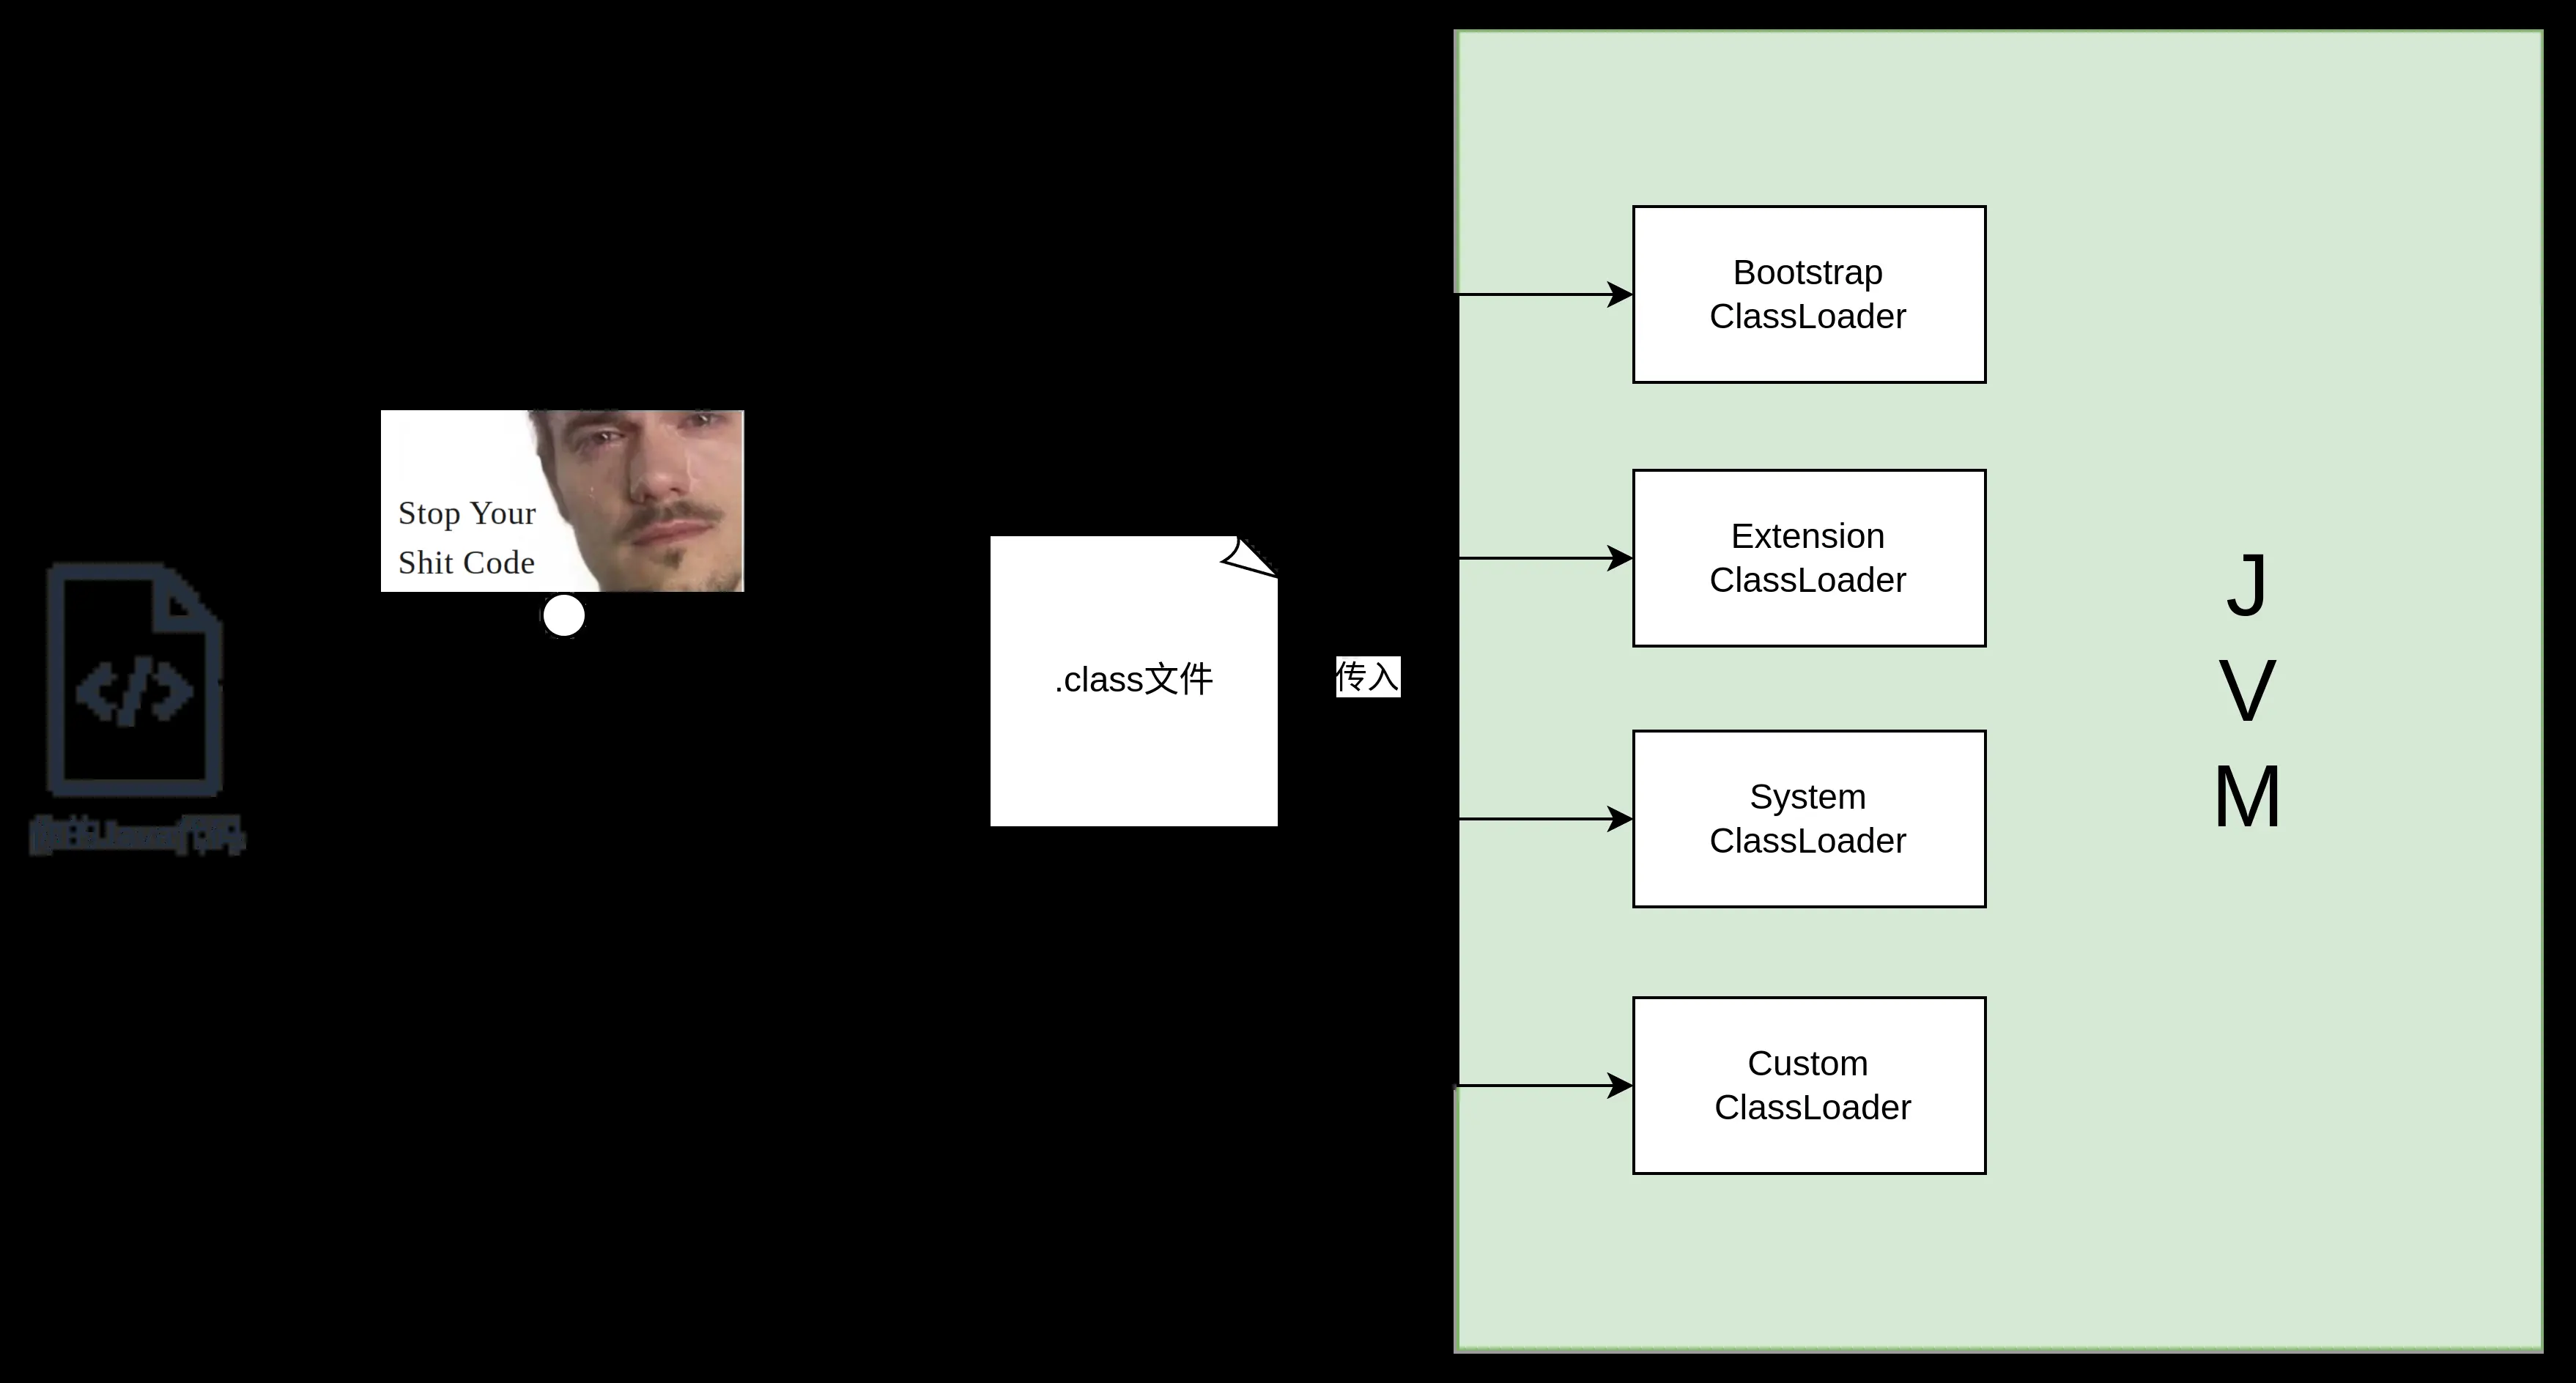 Stop Your
Shit Code
.class文件
传入
Bootstrap
ClassLoader
Extension
ClassLoader
System
ClassLoader
Custom
ClassLoader
J
V
M